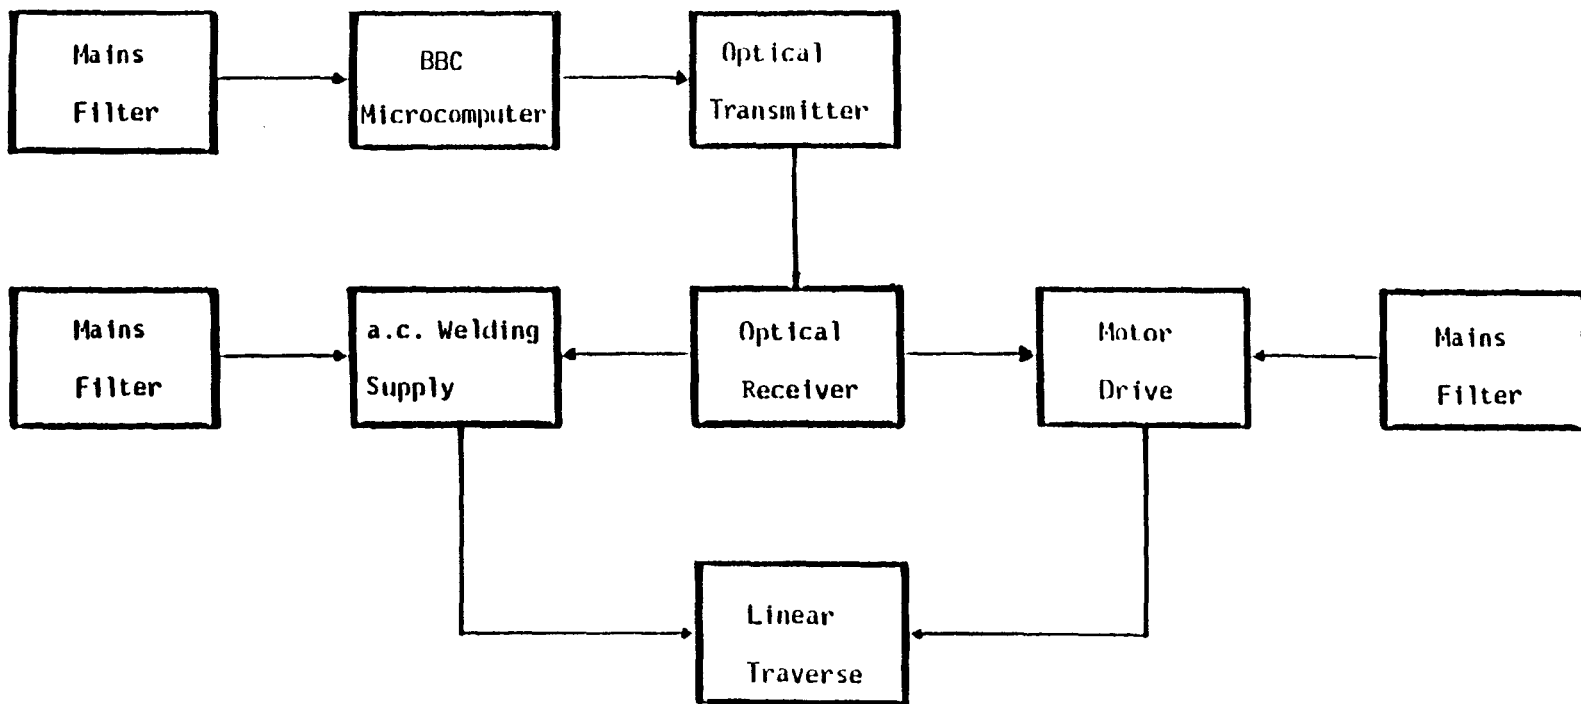 Mains
Filter
BBC
Microcomputer
Optical
Transmitter
Mains
Filter
a.c. Welding
Supply
Optical
Receiver
Motor
Drive
Mains
Filter
Linear
Traverse